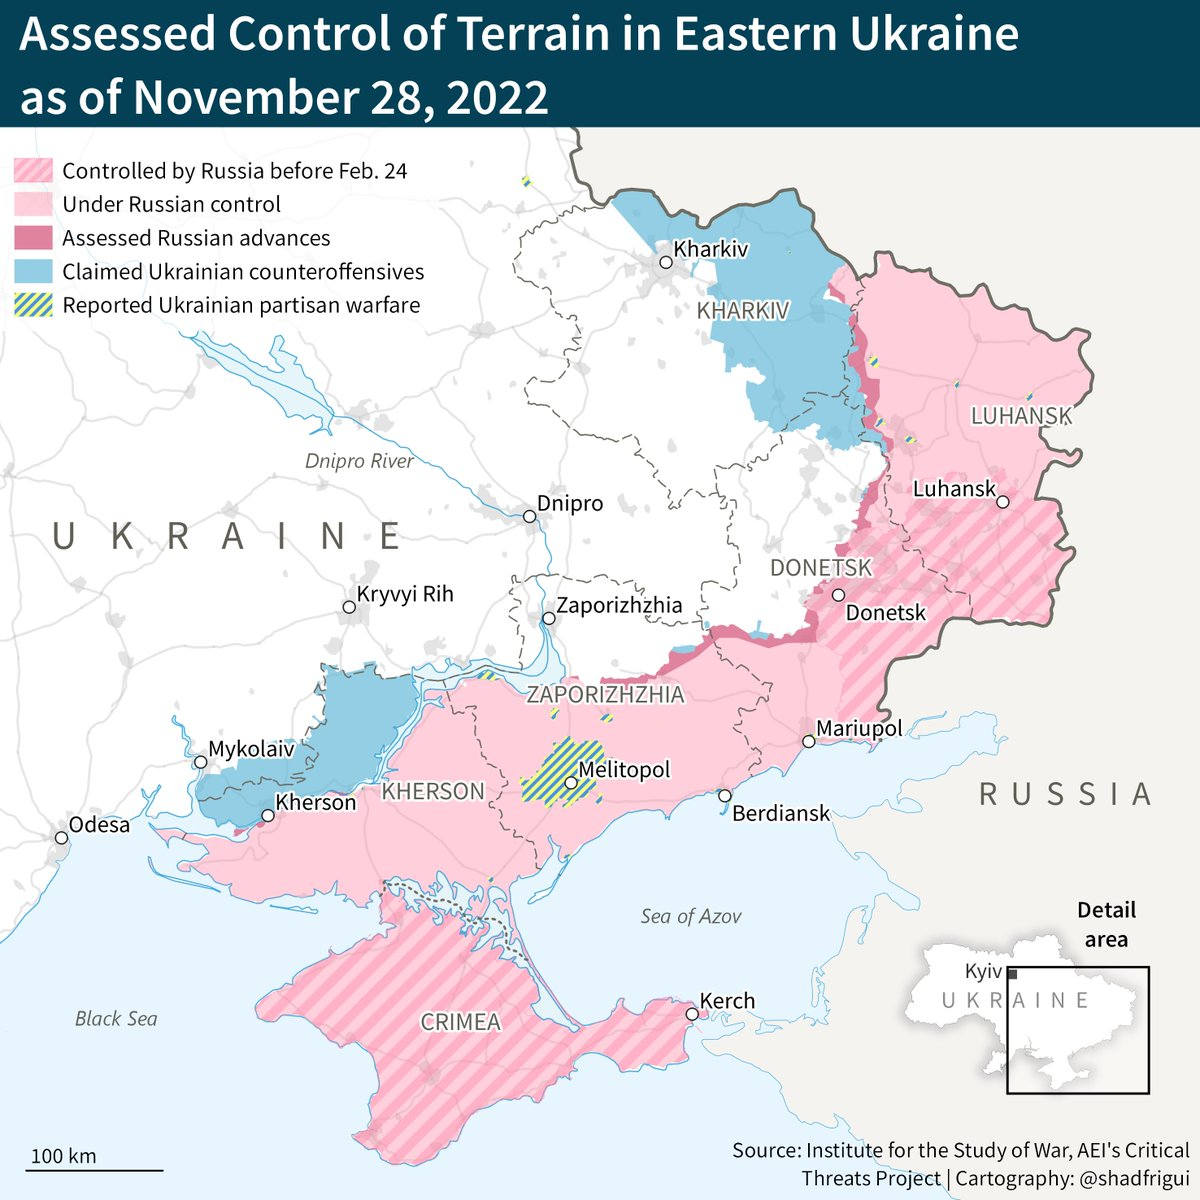 Assessed Control of Terrain in Eastern Ukraine
as of November 28, 2022
Controlled by Russia before Feb. 24
Under Russian control
Assessed Russian advances
Claimed Ukrainian counteroffensives
Reported Ukrainian partisan warfare
Kharkiv
KHARKIV
LUHANSK
Dnipro River
Luhansk
Dnipro
UKRAINE
DONETSK
Kryvyi Rih
Zaporizhzhia
Donetsk
ZAPORIZHZHIA
Mariupol
Mykolaiv
Melitopol
KHERSON
RUSSIA
Kherson
Berdiansk
Odesa
Sea of Azov
Detail
area
Kyiv
UKRAINE
Kerch
Black Sea
CRIMEA
100 km
Source: Institute for the Study of War, AEI's Critical
Threats Project | Cartography: @shadfrigui